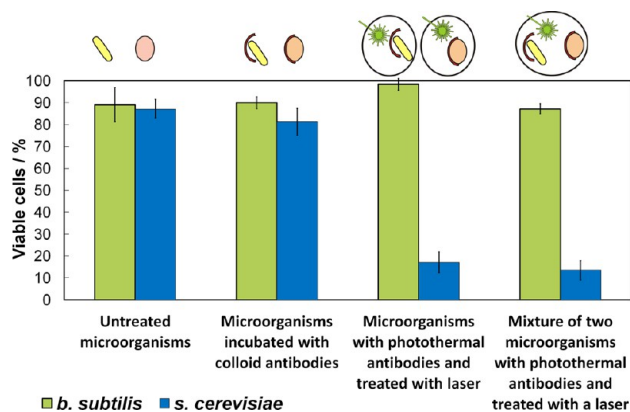 100
90
80
70
60
50
40
30
20
10
0
Viable cells / %
Untreated
microorganisms
Microorganisms
incubated with
colloid antibodies
Microorganisms
with photothermal
antibodies and
treated with laser
Mixture of two
microorganisms
with photothermal
antibodies and
treated with a laser
b. subtilis
s. cerevisiae